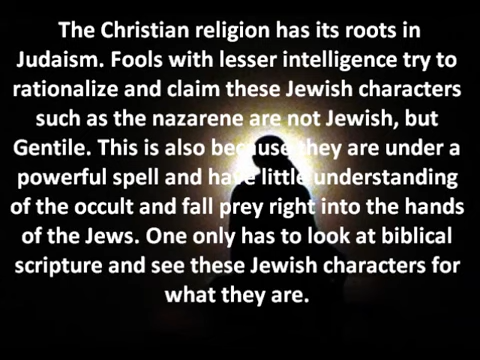 The Christian religion has its roots in
Judaism. Fools with lesser intelligence try to
rationalize and claim these Jewish characters
such as the nazarene are not Jewish, but
Gentile. This is also because they are under a
powerful spell and have little understanding
of the occult and fall prey right into the hands
of the Jews. One only has to look at biblical
scripture and see these Jewish characters for
what they are.